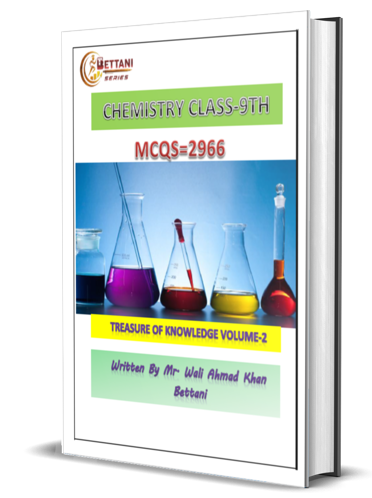 BETTANI
SERIES
CHEMISTRY CLASS-9TH
MCQS=2966
TREASURE OF KNOWLEDGE VOLUME-2
Written By Mr- Wali Ahmad Khan
Bettani